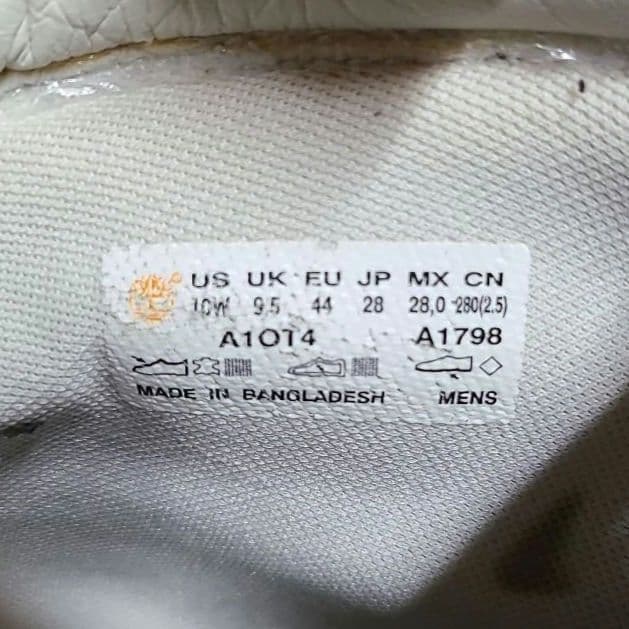 US UK EU JP MX CN
10W 9.5 44 28 28,0 280(2.5)
A1OT4 A1798
MADE IN BANGLADESH MENS